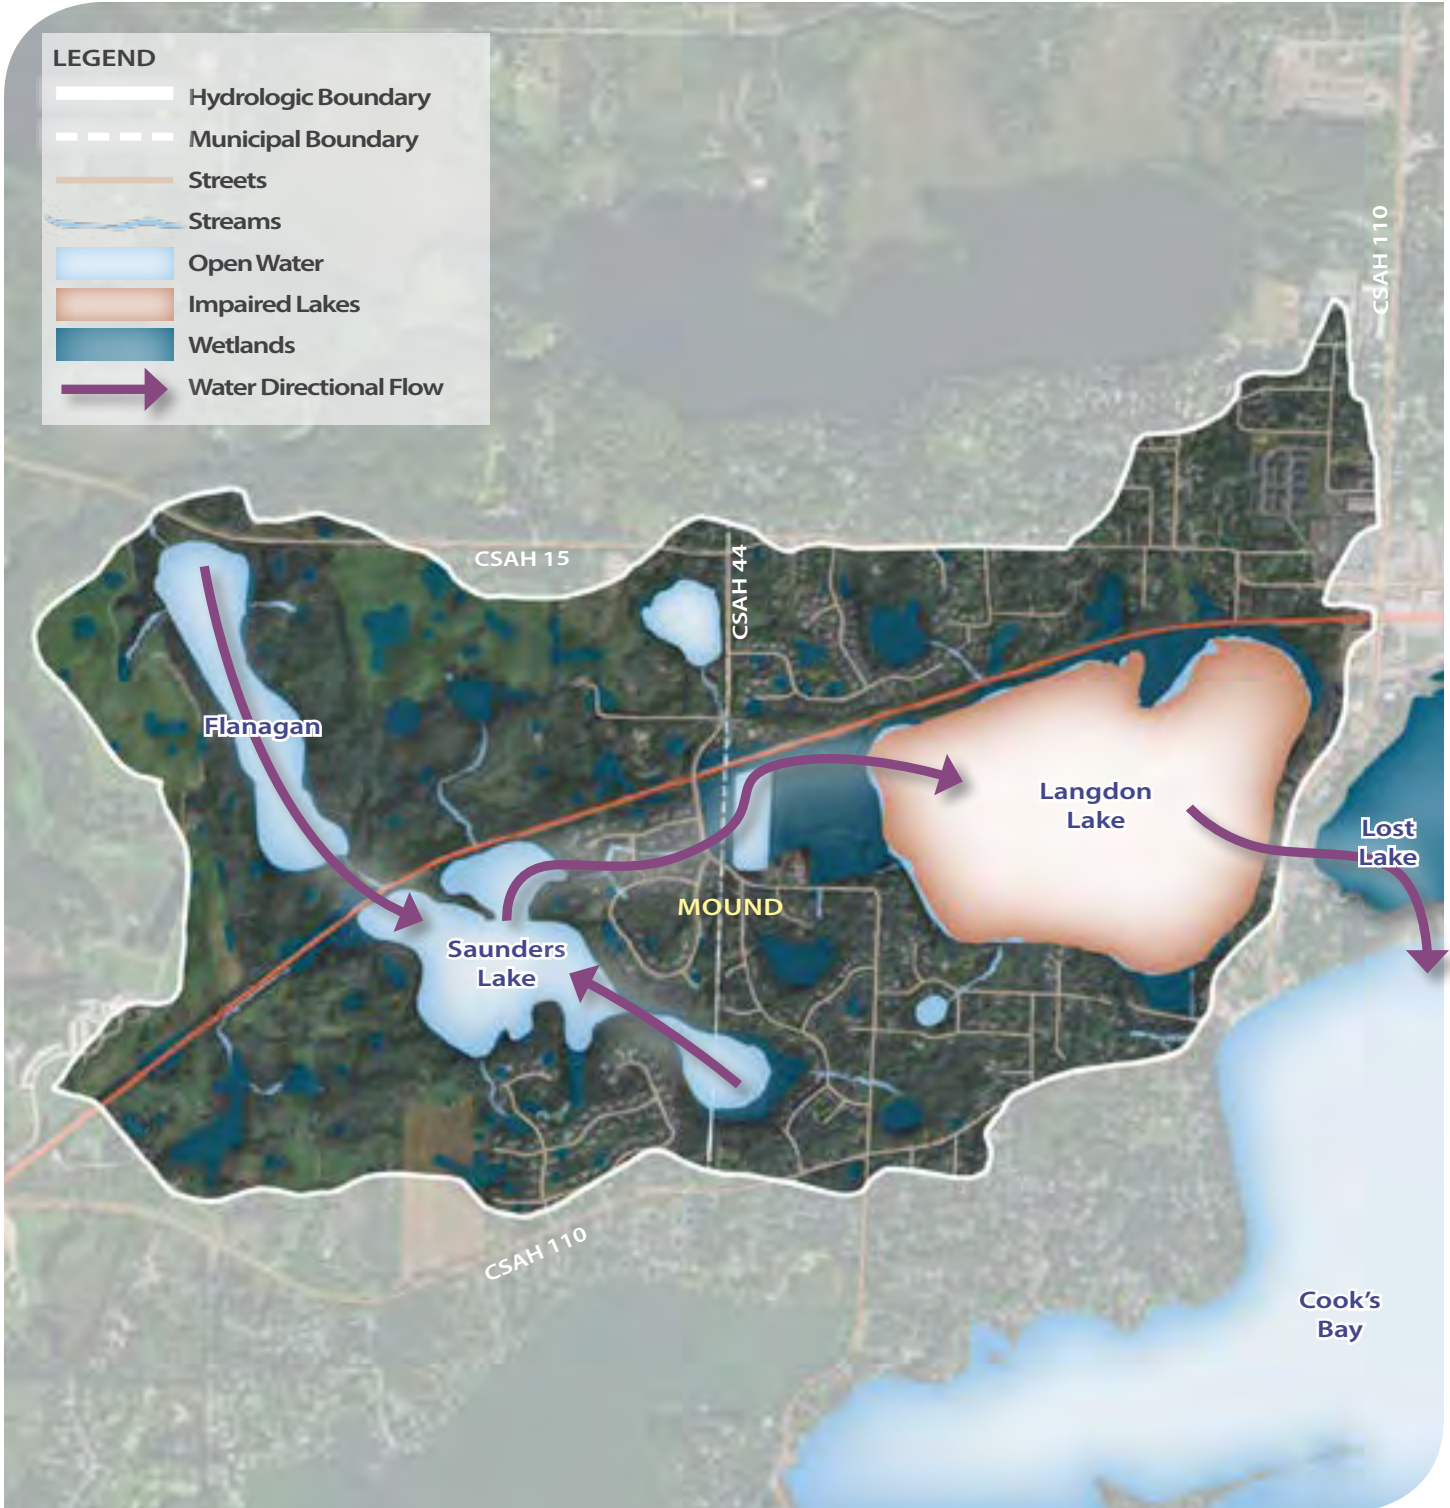 LEGEND
Hydrologic Boundary
Municipal Boundary
Streets
Streams
Open Water
Impaired Lakes
Wetlands
Water Directional Flow
CSAH 110
CSAH 15
CSAH 44
Flanagan
Langdon
Lake
Lost
Lake
MOUND
Saunders
Lake
CSAH 110
Cook's
Bay